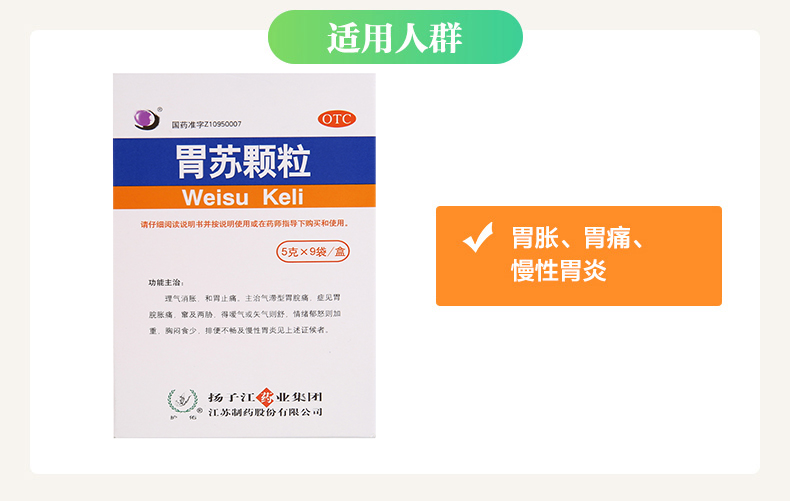 适用人群
®
国药准字Z10950007
OTC
胃苏颗粒
Weisu Keli
请仔细阅读说明书并按说明使用或在药师指导下购买和使用。
5克×9袋/盒
功能主治:
理气消胀、和胃止痛。主治气滞型胃脘痛，症见胃
脘胀痛，窜及两胁，得嗳气或矢气则舒，情绪郁怒则加
重，胸闷食少，排便不畅及慢性胃炎见上述证候者。
护佑®
扬子江药业集团
江苏制药股份有限公司
胃胀、胃痛、
慢性胃炎